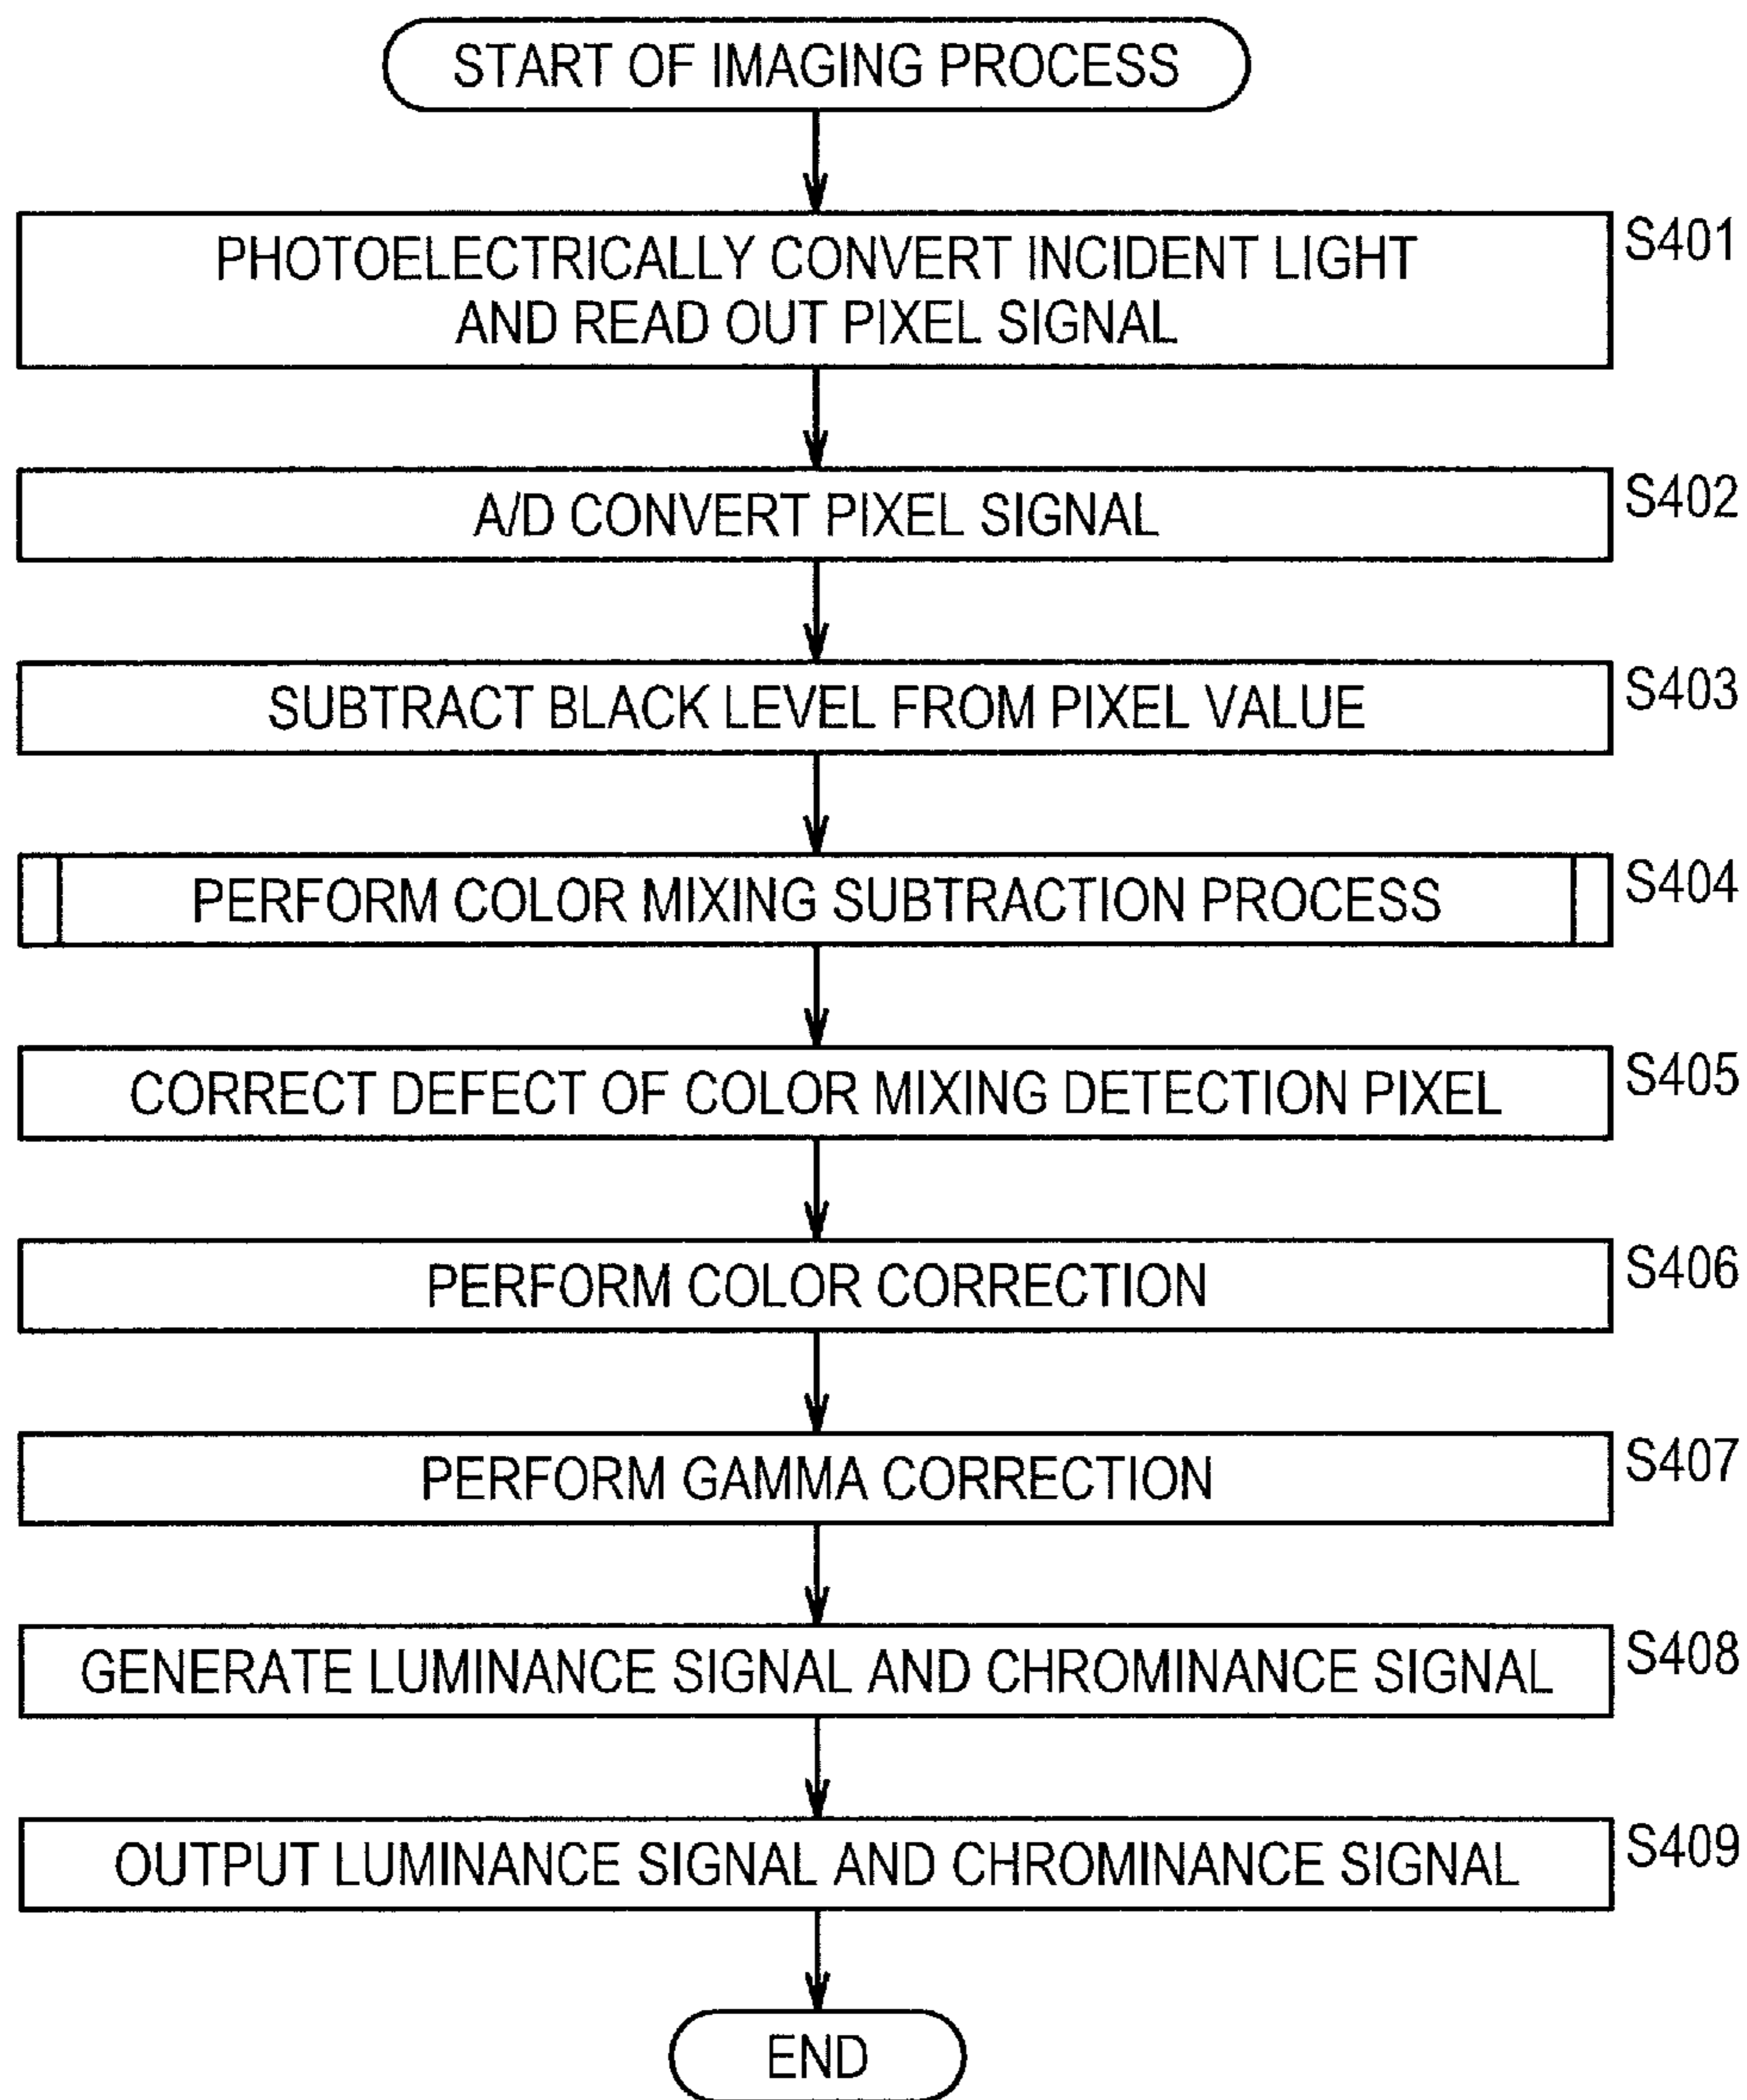 START OF IMAGING PROCESS
PHOTOELECTRICALLY CONVERT INCIDENT LIGHT
AND READ OUT PIXEL SIGNAL
S401
A/D CONVERT PIXEL SIGNAL
S402
SUBTRACT BLACK LEVEL FROM PIXEL VALUE
S403
PERFORM COLOR MIXING SUBTRACTION PROCESS
S404
CORRECT DEFECT OF COLOR MIXING DETECTION PIXEL
S405
PERFORM COLOR CORRECTION
S406
PERFORM GAMMA CORRECTION
S407
GENERATE LUMINANCE SIGNAL AND CHROMINANCE SIGNAL
S408
OUTPUT LUMINANCE SIGNAL AND CHROMINANCE SIGNAL
S409
END